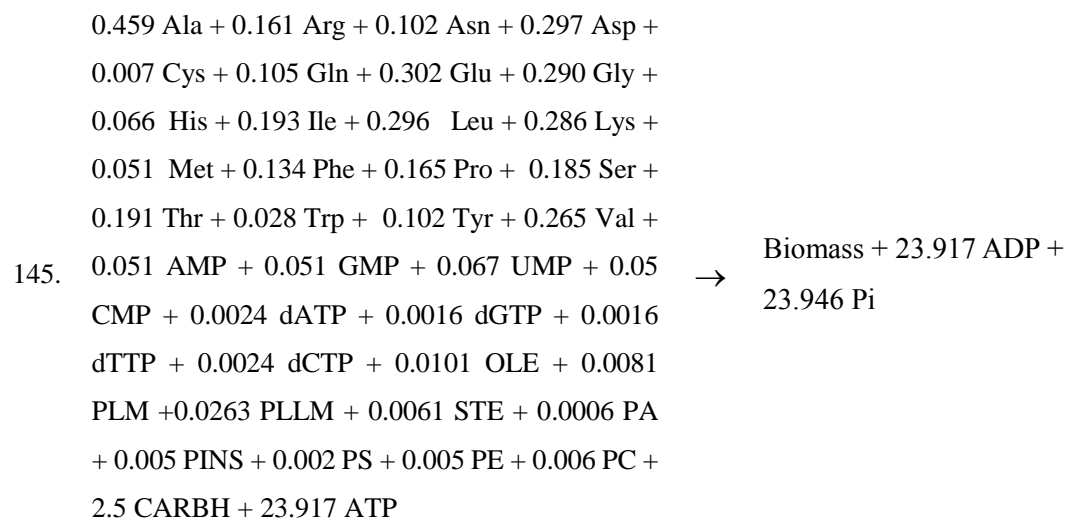 0.459 Ala + 0.161 Arg + 0.102 Asn + 0.297 Asp +
0.007 Cys + 0.105 Gln + 0.302 Glu + 0.290 Gly +
0.066 His + 0.193 Ile + 0.296 Leu + 0.286 Lys +
0.051 Met + 0.134 Phe + 0.165 Pro + 0.185 Ser +
0.191 Thr + 0.028 Trp + 0.102 Tyr + 0.265 Val +
145. 0.051 AMP + 0.051 GMP + 0.067 UMP + 0.05
CMP + 0.0024 dATP + 0.0016 dGTP + 0.0016
dTTP + 0.0024 dCTP + 0.0101 OLE + 0.0081
PLM +0.0263 PLLM + 0.0061 STE + 0.0006 PA
+ 0.005 PINS + 0.002 PS + 0.005 PE + 0.006 PC +
2.5 CARBH + 23.917 ATP
→
Biomass + 23.917 ADP +
23.946 Pi